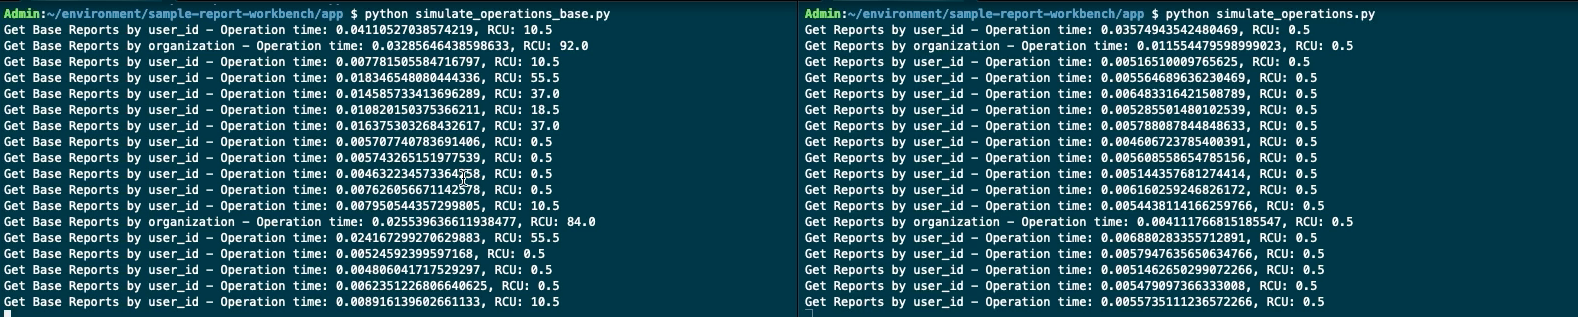 Admin:~/environment/sample-report-workbench/app $ python simulate_operations_base.py
Get Base Reports by user_id – Operation time: 0.04110527038574219, RCU: 10.5
Get Base Reports by organization – Operation time: 0.03285646438598633, RCU: 92.0
Get Base Reports by user_id – Operation time: 0.007781505584716797, RCU: 10.5
Get Base Reports by user_id – Operation time: 0.018346548080444336, RCU: 55.5
Get Base Reports by user_id – Operation time: 0.014585733413696289, RCU: 37.0
Get Base Reports by user_id – Operation time: 0.010820150375366211, RCU: 18.5
Get Base Reports by user_id – Operation time: 0.016375303268432617, RCU: 37.0
Get Base Reports by user_id – Operation time: 0.005707740783691406, RCU: 0.5
Get Base Reports by user_id – Operation time: 0.005743265151977539, RCU: 0.5
Get Base Reports by user_id – Operation time: RCU: 0.5
Get Base Reports by user_id – Operation time: 0.007626056671142578, RCU: 0.5
Get Base Reports by user_id – Operation time: 0.007950544357299805, RCU: 10.5
Get Base Reports by organization – Operation time: 0.025539636611938477, RCU: 84.0
Get Base Reports by user_id – Operation time: 0.024167299270629883, RCU: 55.5
Get Base Reports by user_id – Operation time: 0.00524592399597168, RCU: 0.5
Get Base Reports by user_id – Operation time: 0.004806041717529297, RCU: 0.5
Get Base Reports by user_id – Operation time: 0.0062351226806640625, RCU: 0.5
Get Base Reports by user_id – Operation time: 0.008916139602661133, RCU: 10.5
Admin:~/environment/sample-report-workbench/app $ python simulate_operations.py
Get Reports by user_id – Operation time: 0.03574943542480469, RCU: 0.5
Get Reports by organization – Operation time: 0.011554479598999023, RCU: 0.5
Get Reports by user_id – Operation time: 0.00516510009765625, RCU: 0.5
Get Reports by user_id – Operation time: 0.005564689636230469, RCU: 0.5
Get Reports by user_id – Operation time: 0.006483316421508789, RCU: 0.5
Get Reports by user_id – Operation time: 0.005285501480102539, RCU: 0.5
Get Reports by user_id – Operation time: 0.005788087844848633, RCU: 0.5
Get Reports by user_id – Operation time: 0.004606723785400391, RCU: 0.5
Get Reports by user_id – Operation time: 0.005608558654785156, RCU: 0.5
Get Reports by user_id – Operation time: 0.005144357681274414, RCU: 0.5
Get Reports by user_id – Operation time: 0.006160259246826172, RCU: 0.5
Get Reports by user_id – Operation time: 0.0054438114166259766, RCU: 0.5
Get Reports by organization – Operation time: 0.004111766815185547, RCU: 0.5
Get Reports by user_id – Operation time: 0.006880283355712891, RCU: 0.5
Get Reports by user_id – Operation time: 0.0057947635650634766, RCU: 0.5
Get Reports by user_id – Operation time: 0.0051462650299072266, RCU: 0.5
Get Reports by user_id – Operation time: 0.005479097366333008, RCU: 0.5
Get Reports by user_id – Operation time: 0.0055735111236572266, RCU: 0.5